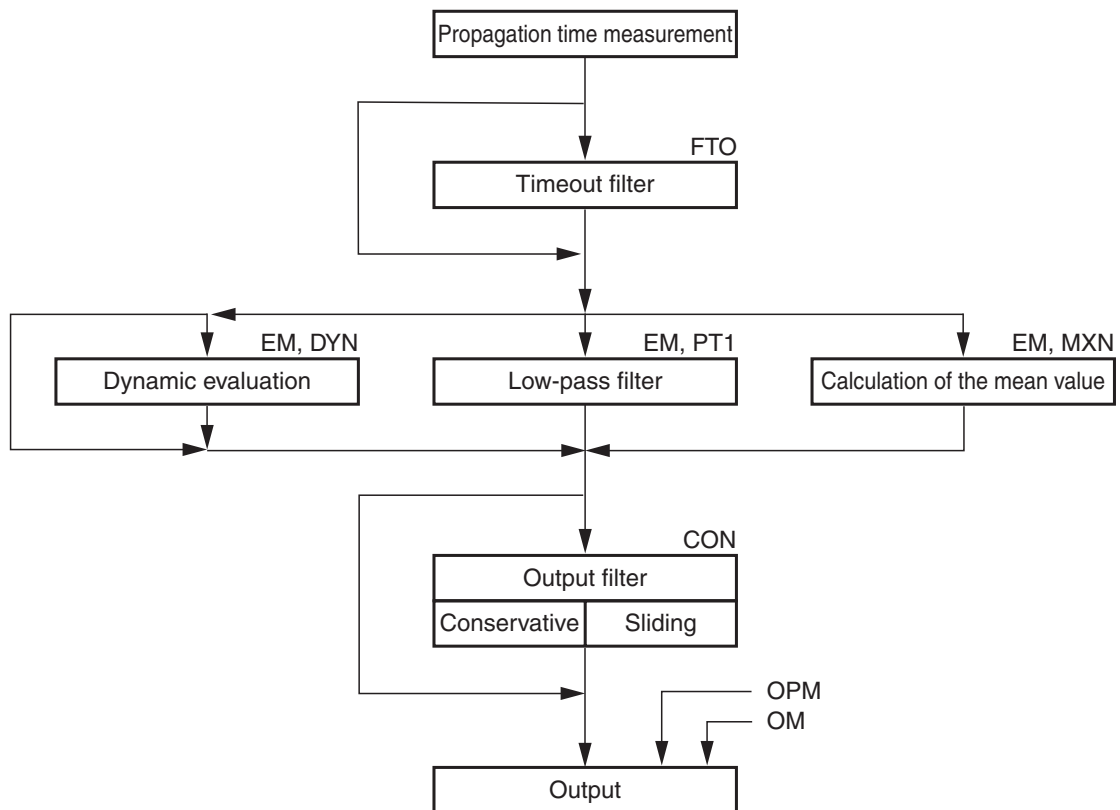 Propagation time measurement
FTO
Timeout filter
EM, DYN
EM, PT1
EM, MXN
Dynamic evaluation
Low-pass filter
Calculation of the mean value
CON
Output filter
Conservative
Sliding
OPM
OM
Output